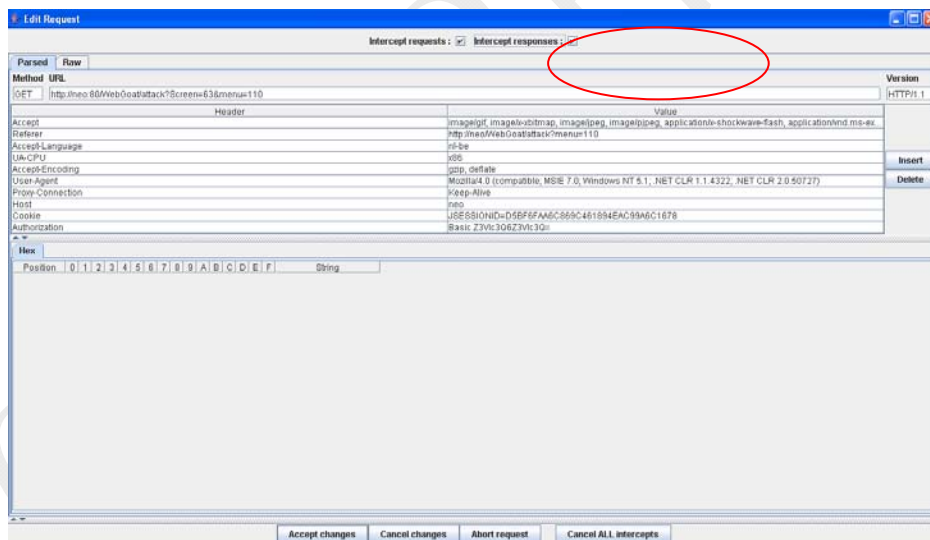 Edit Request
Intercept requests : Intercept responses :
Parsed Raw
Method URL Version
GET http://neo:80/WebGoat/attack?Screen=63&menu=110 HTTP/1.1
Header Value
Accept image/gif, image/x-xbitmap, image/jpeg, image/pjpeg, application/x-shockwave-flash, application/vnd.ms-ex...
Referer http://neo/WebGoat/attack?menu=110
Accept-Language nl-be
UA-CPU x86
Insert
Accept-Encoding gzip, deflate
User-Agent Mozilla/4.0 (compatible; MSIE 7.0; Windows NT 5.1; .NET CLR 1.1.4322; .NET CLR 2.0.50727)
Delete
Proxy-Connection Keep-Alive
Host neo
Cookie
Authorization Basic
Hex
Position 0 1 2 3 4 5 6 7 8 9 A B C D E F String
Accept changes Cancel changes Abort request Cancel ALL intercepts